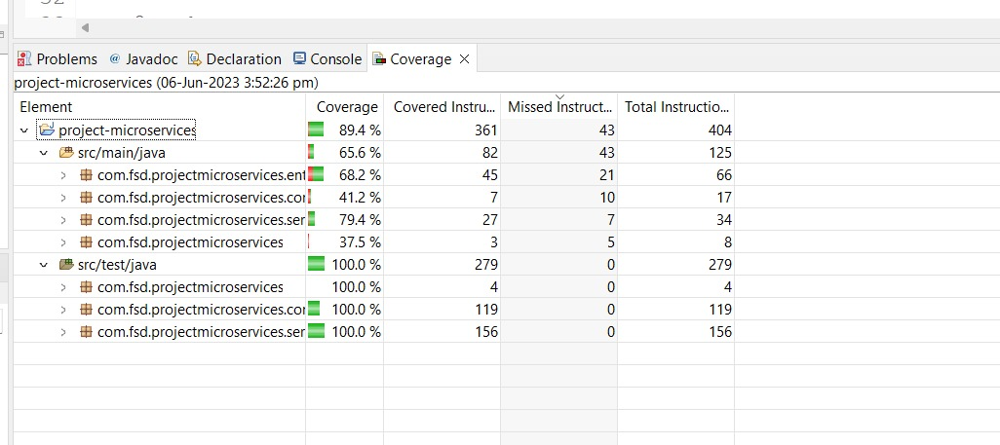 Problems @ Javadoc Declaration Console Coverage
project-microservices (06-Jun-2023 3:52:26 pm)
Element Coverage Covered Instru... Missed Instruct... Total Instructio...
project-microservices 89.4 % 361 43 404
src/main/java 65.6 % 82 43 125
com.fsd.projectmicroservices.ent 68.2 % 45 21 66
com.fsd.projectmicroservices.cor 41.2 % 7 10 17
com.fsd.projectmicroservices.ser 79.4 % 27 7 34
com.fsd.projectmicroservices 37.5 % 3 5 8
src/test/java 100.0 % 279 0 279
com.fsd.projectmicroservices 100.0 % 4 0 4
com.fsd.projectmicroservices.cor 100.0 % 119 0 119
com.fsd.projectmicroservices.ser 100.0 % 156 0 156